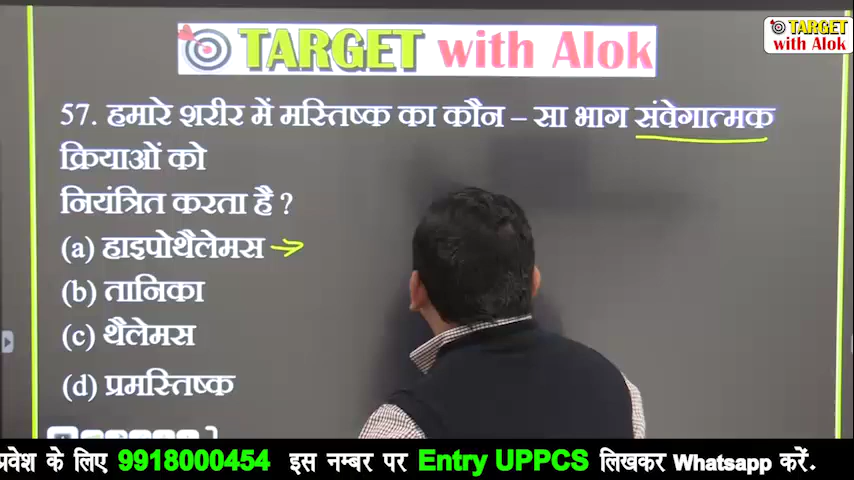 TARGET with Alok
TARGET
with Alok
57. हमारे शरीर में मस्तिष्क का कौन – सा भाग संवेगात्मक
क्रियाओं को
नियंत्रित करता है ?
(a) हाइपोथैलेमस
(b) तानिका
(c) थैलेमस
(d) प्रमस्तिष्क
प्रवेश के लिए 9918000454 इस नम्बर पर Entry UPPCS लिखकर Whatsapp करें.